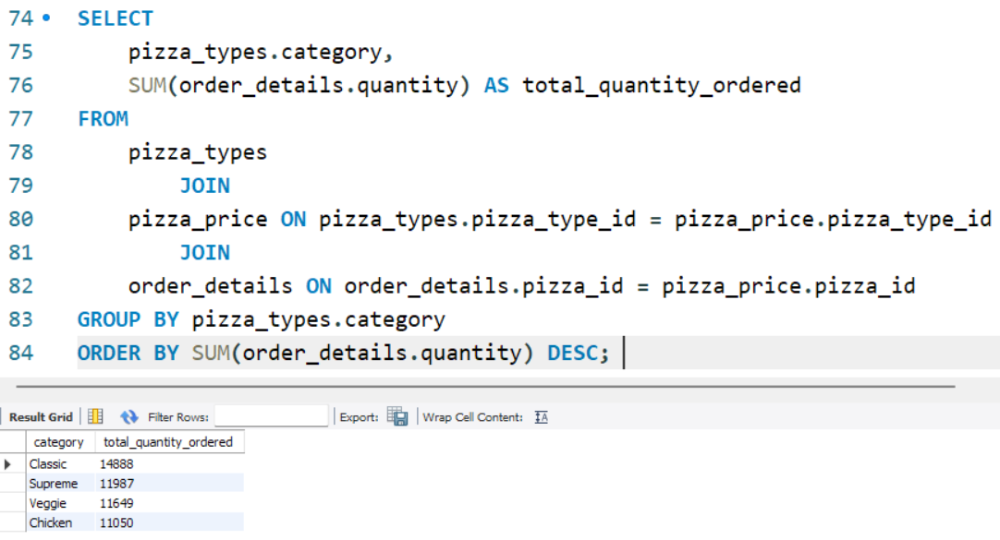 74 SELECT
75 pizza_types.category,
76 SUM(order_details.quantity) AS total_quantity_ordered
77 FROM
78 pizza_types
79 JOIN
80 pizza_price ON pizza_types.pizza_type_id = pizza_price.pizza_type_id
81 JOIN
82 order_details ON order_details.pizza_id = pizza_price.pizza_id
83 GROUP BY pizza_types.category
84 ORDER BY SUM(order_details.quantity) DESC;
Result Grid Filter Rows: Export: Wrap Cell Content: IA
category total_quantity_ordered
Classic 14888
Supreme 11987
Veggie 11649
Chicken 11050